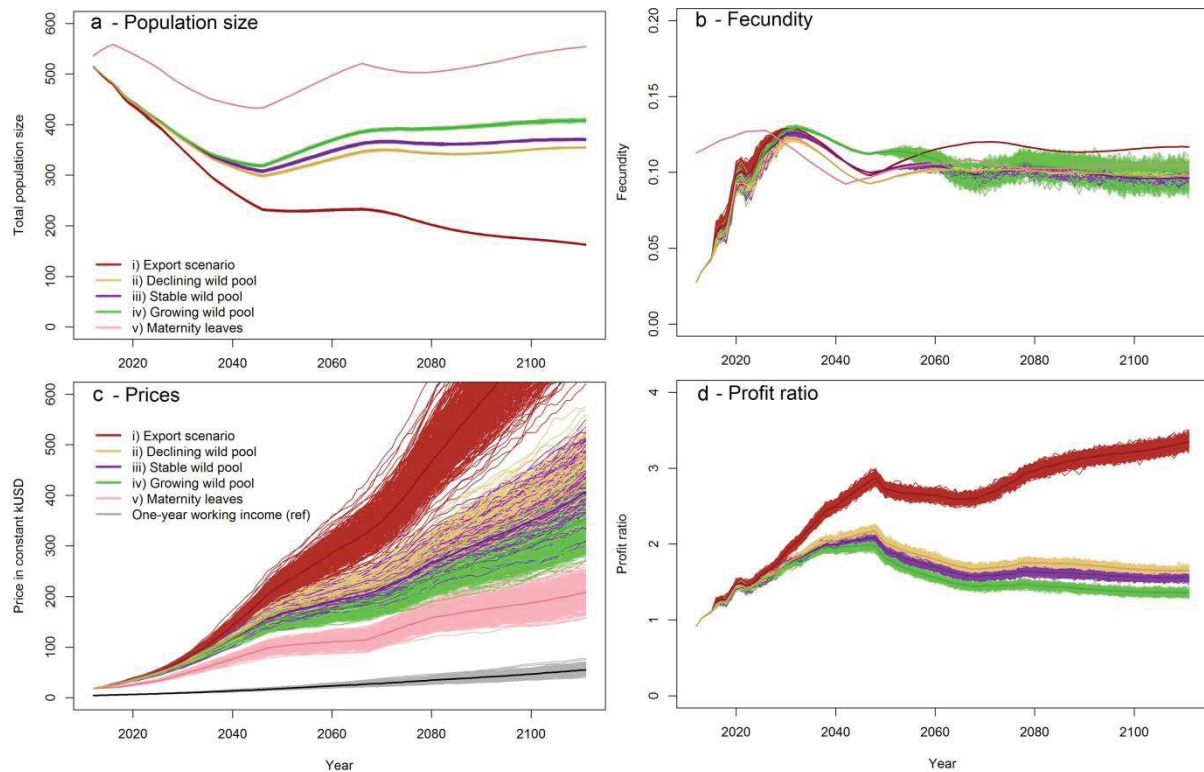 a - Population size
Total population size
600
500
400
300
200
100
0
i) Export scenario
ii) Declining wild pool
iii) Stable wild pool
iv) Growing wild pool
v) Maternity leaves
2020 2040 2060 2080 2100
b - Fecundity
Fecundity
0.20
0.15
0.10
0.05
0.00
2020 2040 2060 2080 2100
c - Prices
Price in constant kUSD
600
500
400
300
200
100
0
i) Export scenario
ii) Declining wild pool
iii) Stable wild pool
iv) Growing wild pool
v) Maternity leaves
One-year working income (ref)
2020 2040 2060 2080 2100
Year
d - Profit ratio
Profit ratio
4
3
2
1
0
2020 2040 2060 2080 2100
Year